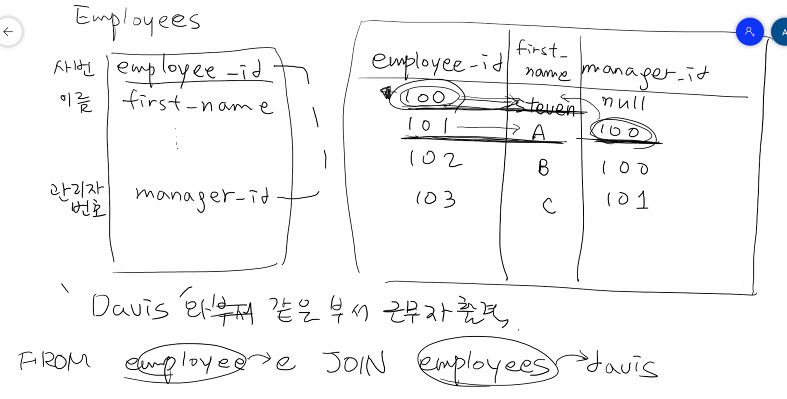 Employees
사번 employee_id
이름 first_name
관리자 번호 manager_id
employee_id first_name manager_id
100 steven null
101 A 100
102 B 100
103 C 101
Davis 와 부서 같은 부서 근무자 출력.
FROM employee → e JOIN employees → davis